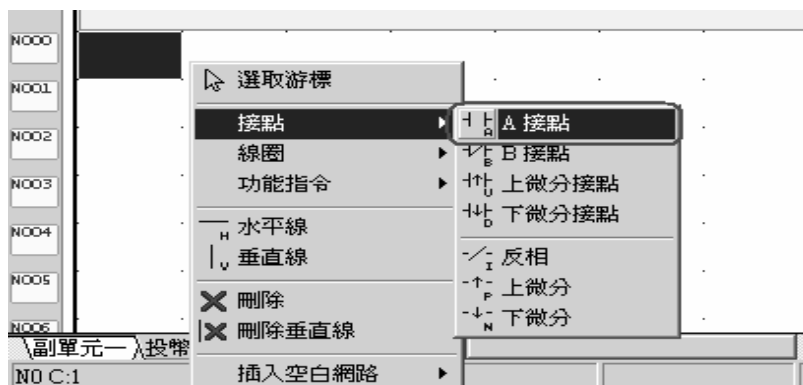 N000
N001
N002
N003
N004
N005
N006
選取游標
接點
線圈
功能指令
水平線
H
垂直線
V
刪除
刪除垂直線
插入空白網路
A 接點
A
B 接點
B
上微分接點
U
下微分接點
D
反相
I
上微分
P
下微分
N
副單元一
投幣
N0 C:1